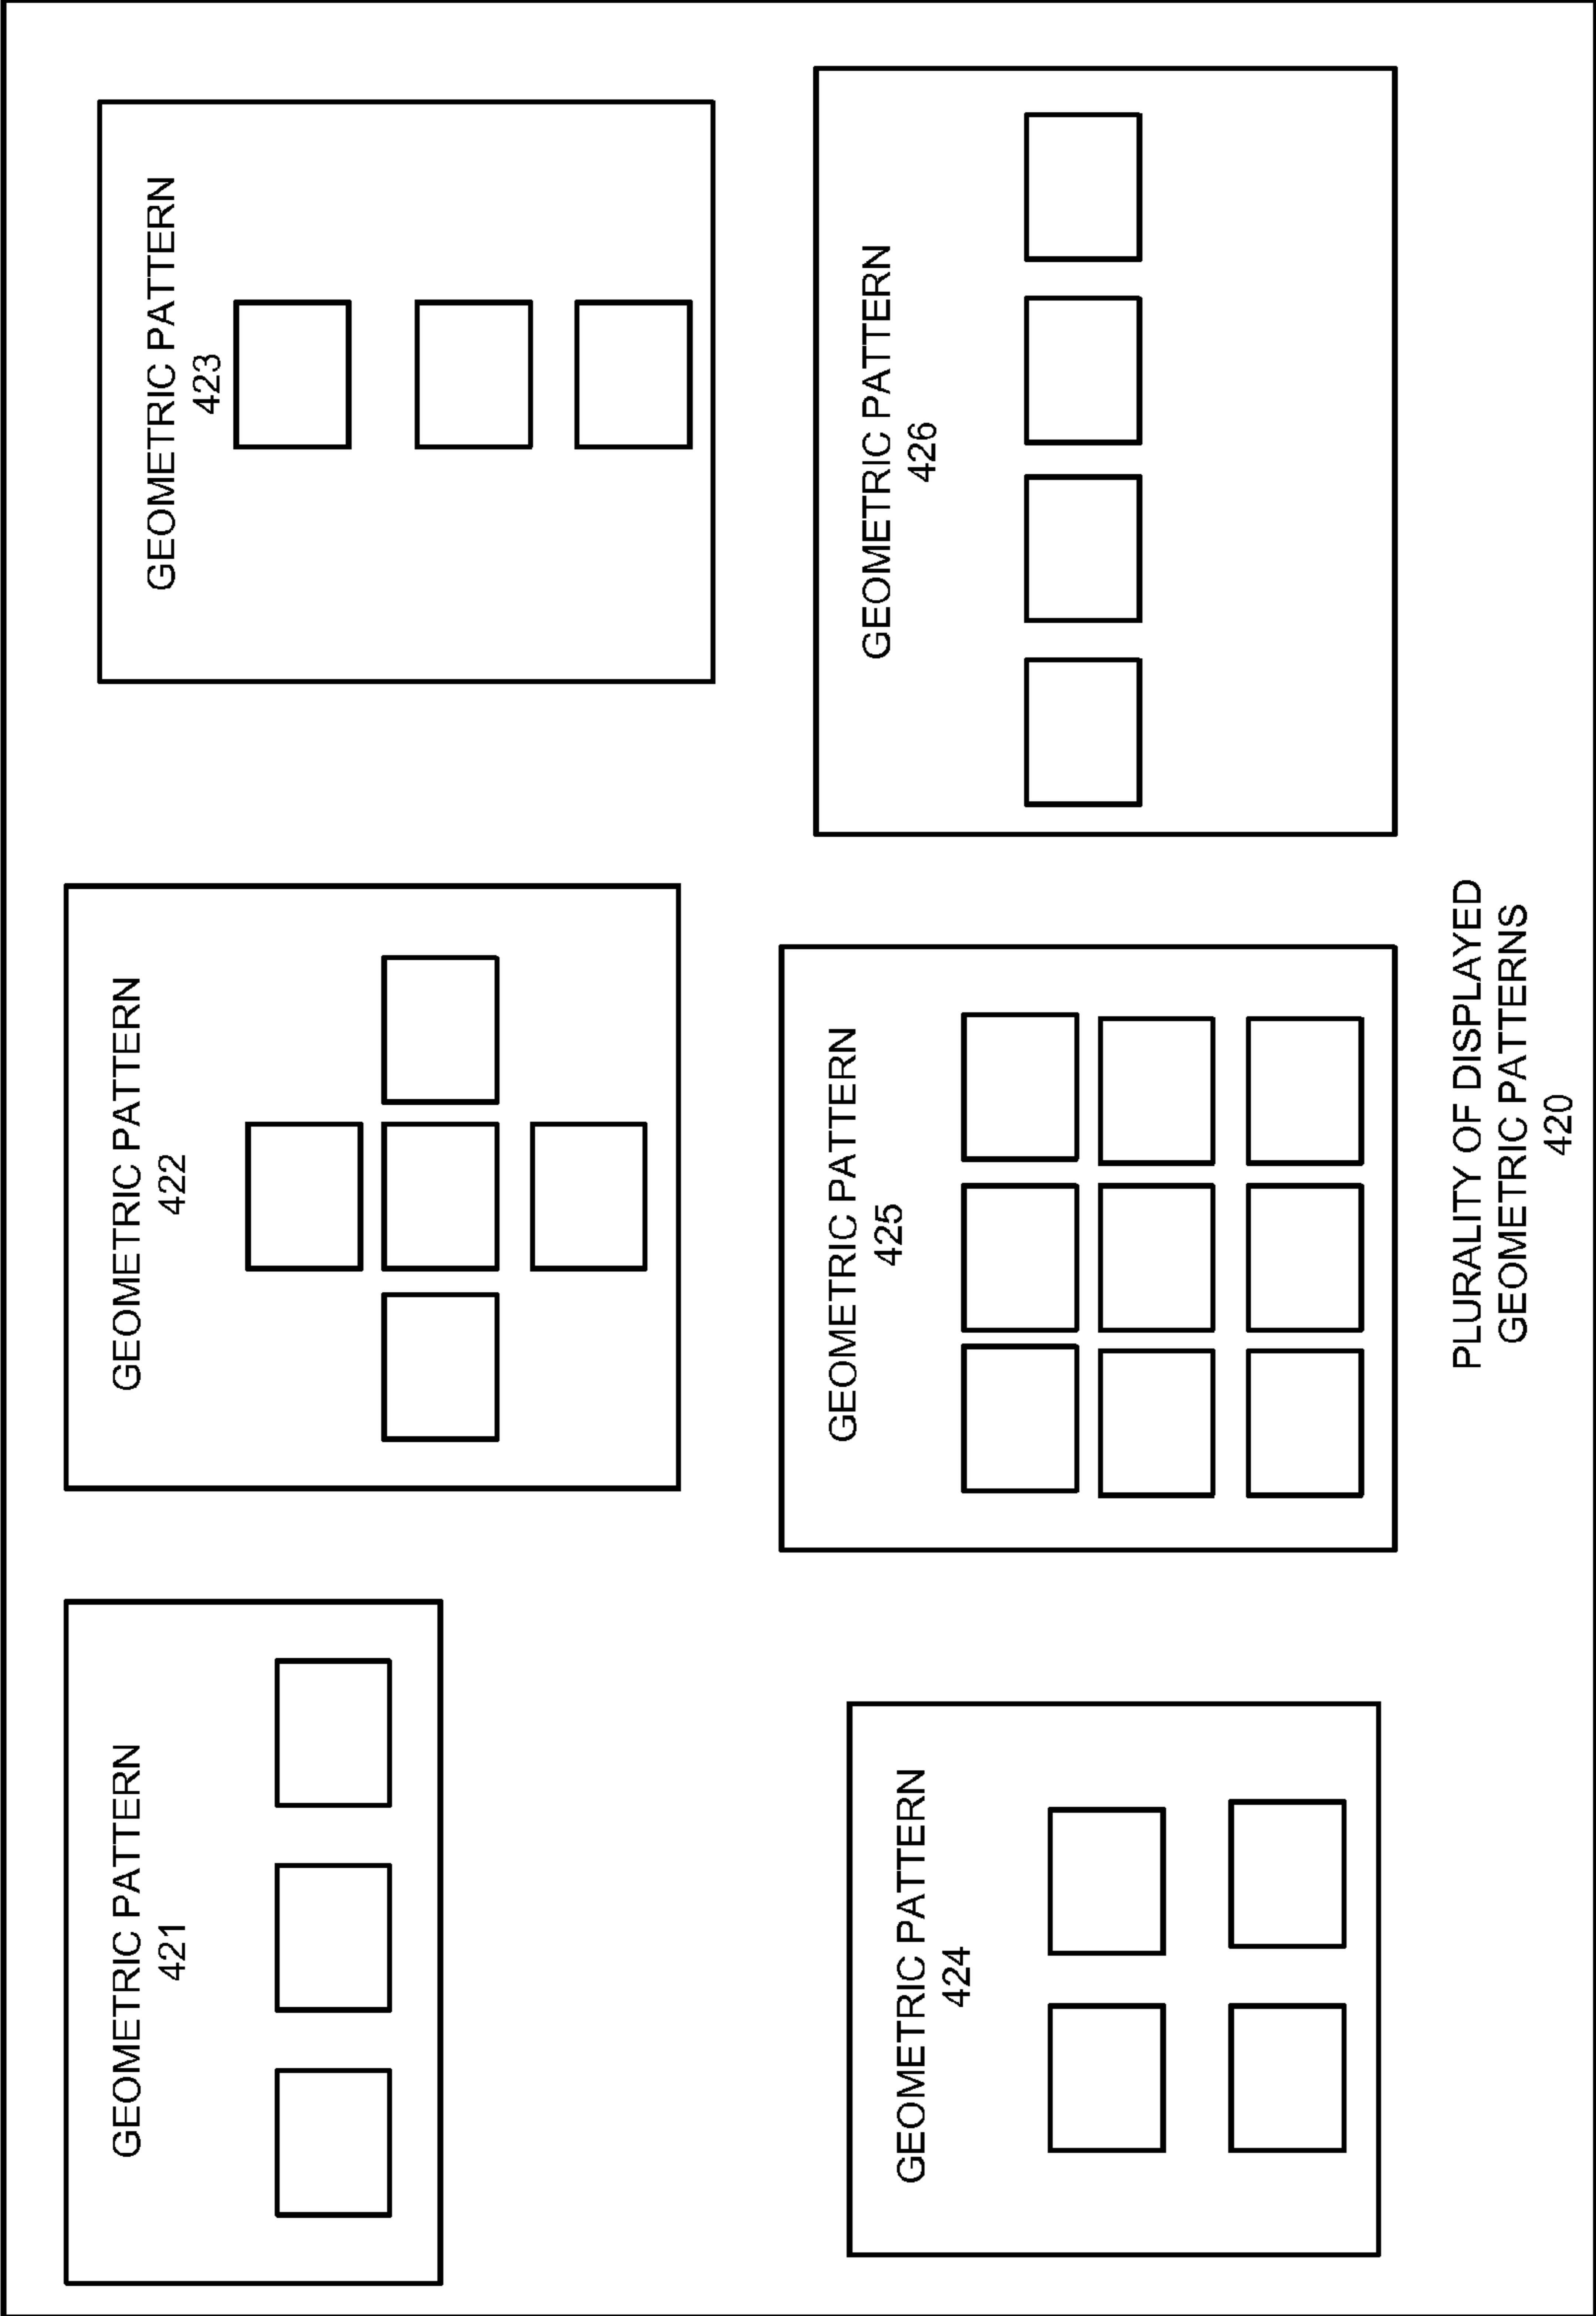 GEOMETRIC PATTERN
421
GEOMETRIC PATTERN
422
GEOMETRIC PATTERN
423
GEOMETRIC PATTERN
424
GEOMETRIC PATTERN
425
GEOMETRIC PATTERN
426
PLURALITY OF DISPLAYED
GEOMETRIC PATTERNS
420